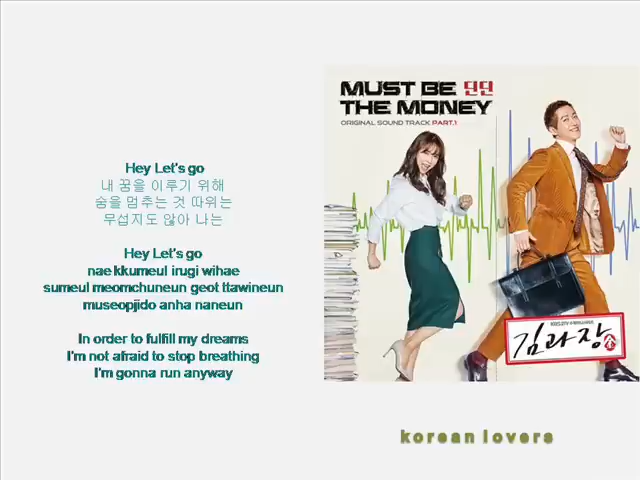 Hey Let's go
내 꿈을 이루기 위해
숨을 멈추는 것 따위는
무섭지도 않아 나는
Hey Let's go
nae kkumeul irugi wihae
sumeul meomchuneun geot ttawineun
museopjido anha naneun
In order to fulfill my dreams
I'm not afraid to stop breathing
I'm gonna run anyway
MUST BE 딘딘
THE MONEY
ORIGINAL SOUND TRACK PART.1
김과장
korean lovers